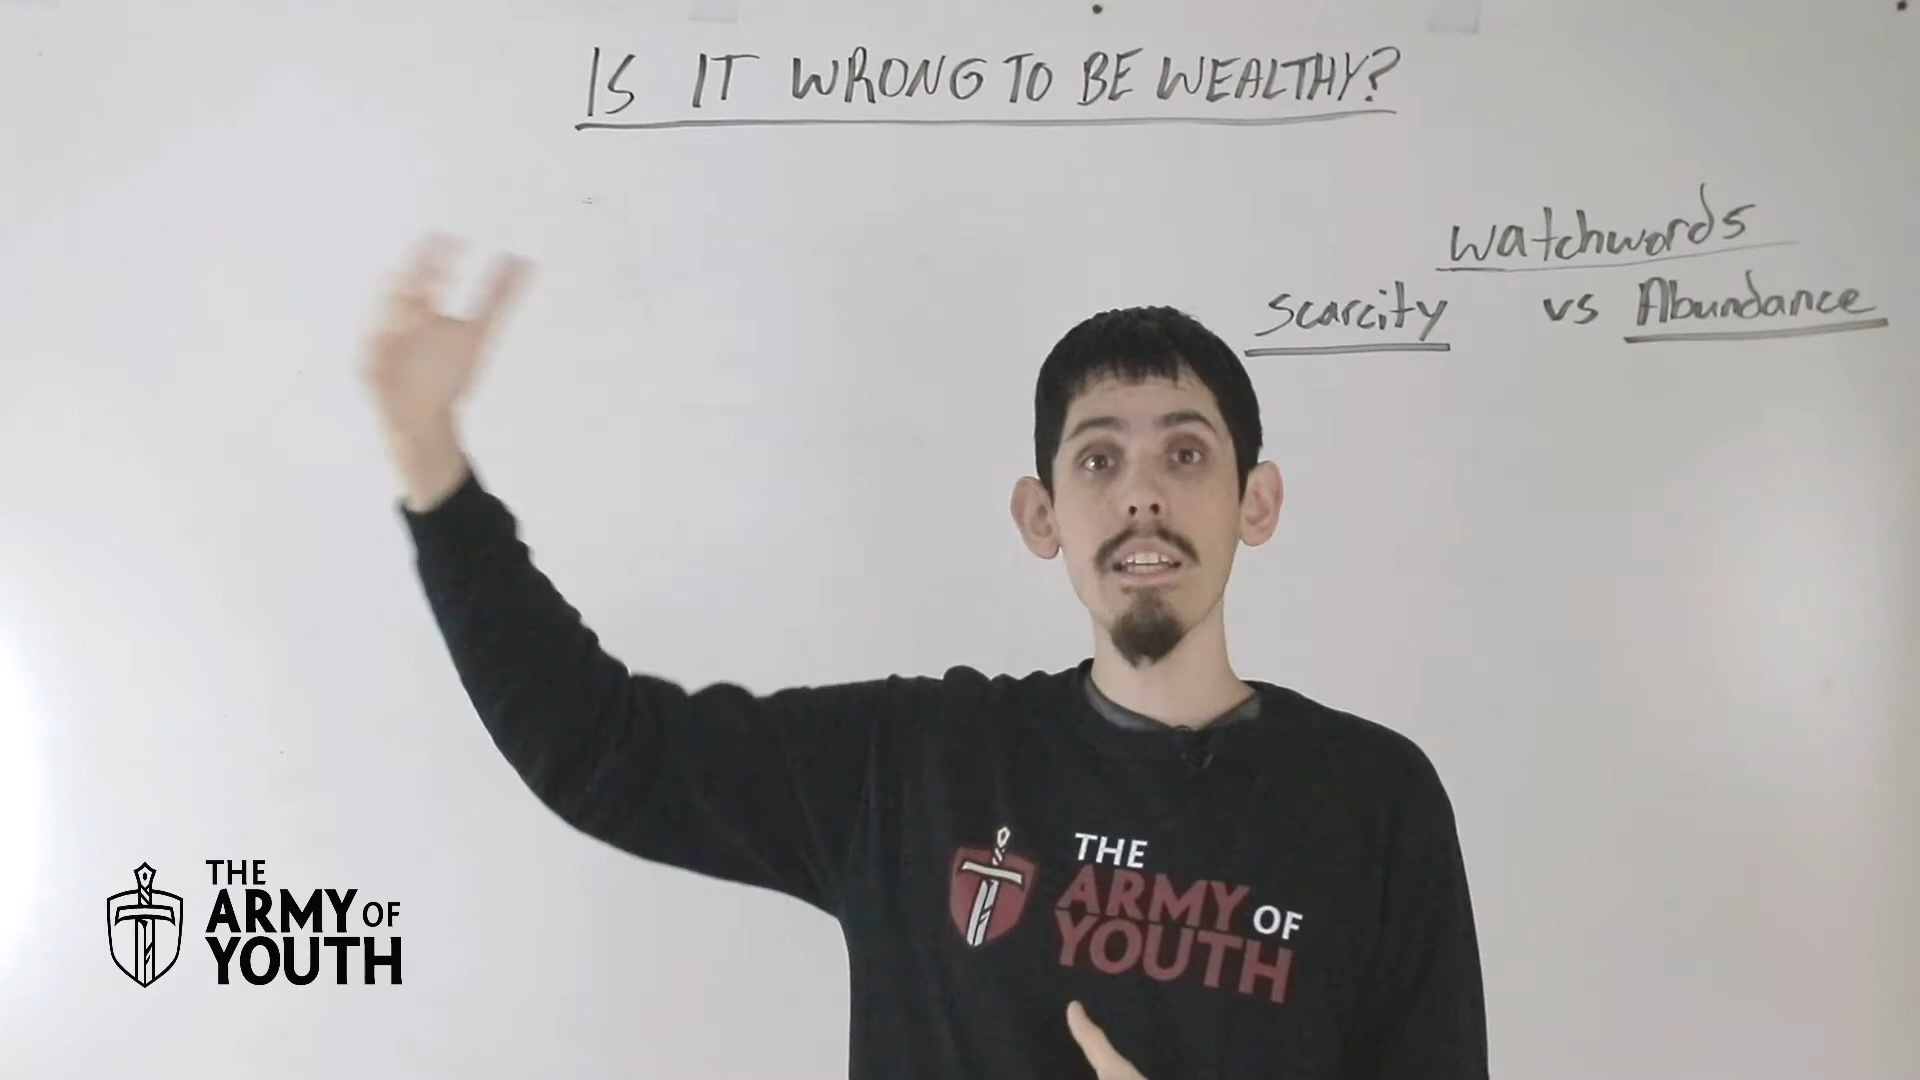 IS IT WRONG TO BE WEALTHY?
watchwords
scarcity vs Abundance
THE
ARMY OF
YOUTH
THE
ARMY OF
YOUTH